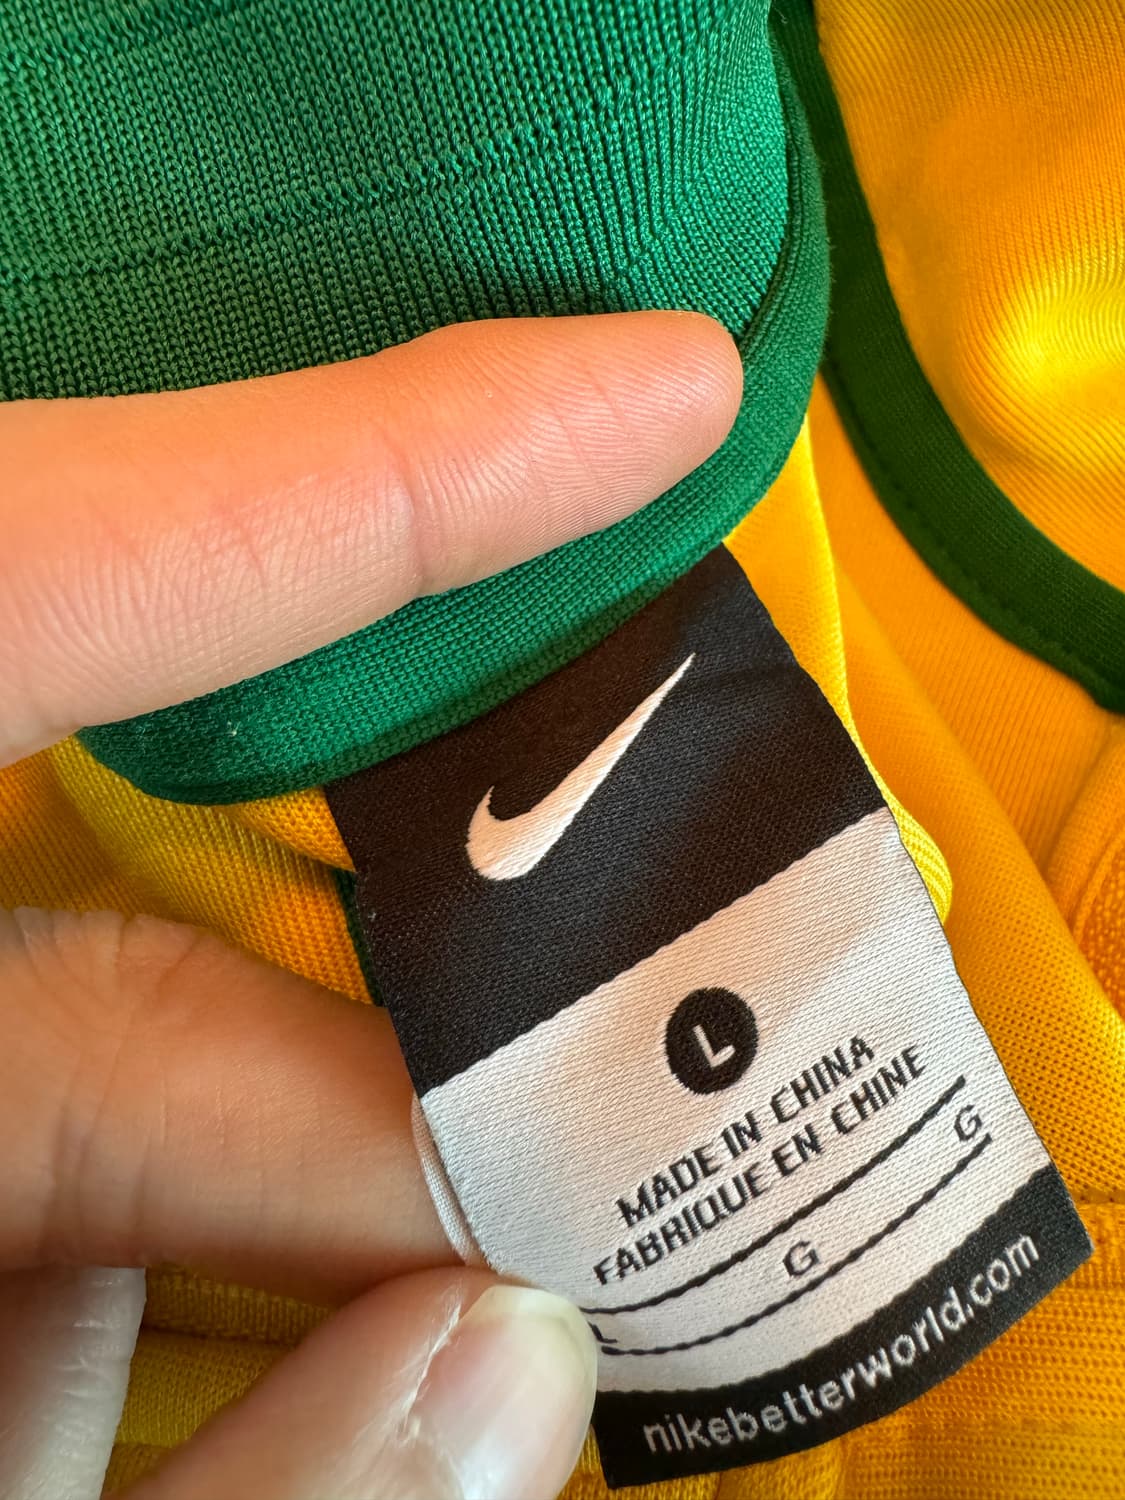 L
MADE IN CHINA
FABRIQUE EN CHINE
L G G
nikebetterworld.com